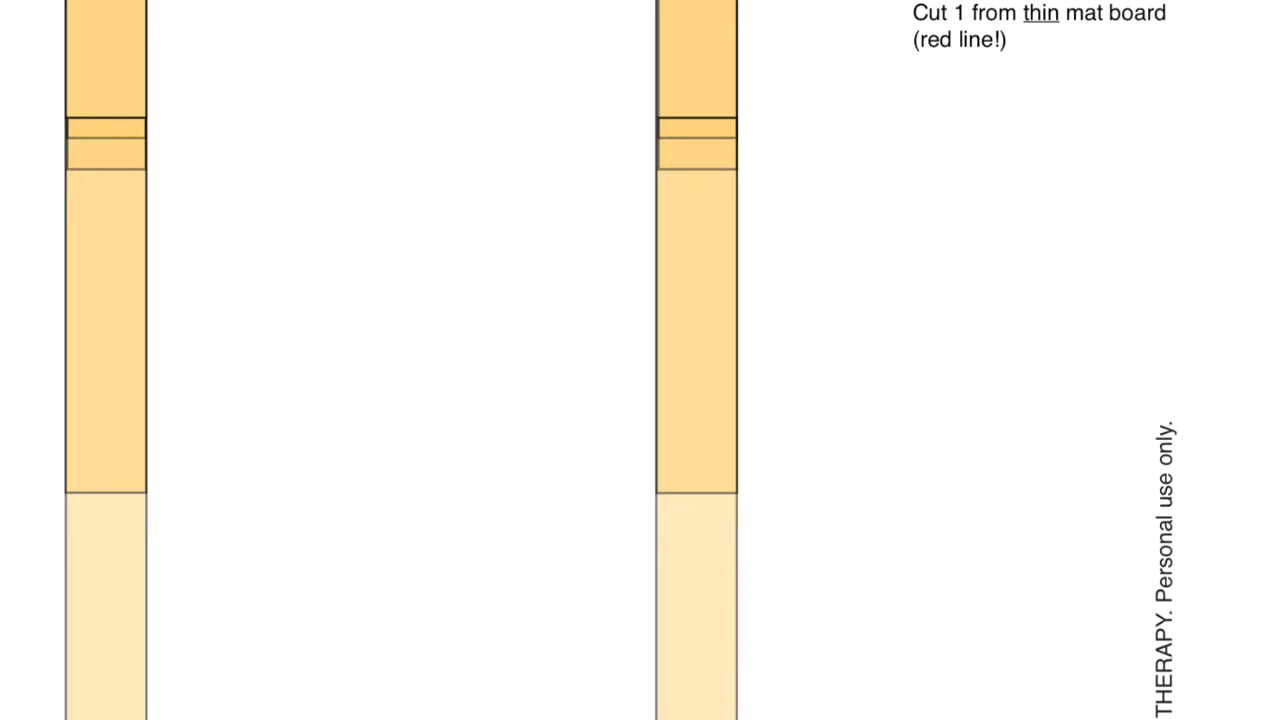 Cut 1 from thin mat board
(red line!)
THERAPY. Personal use only.